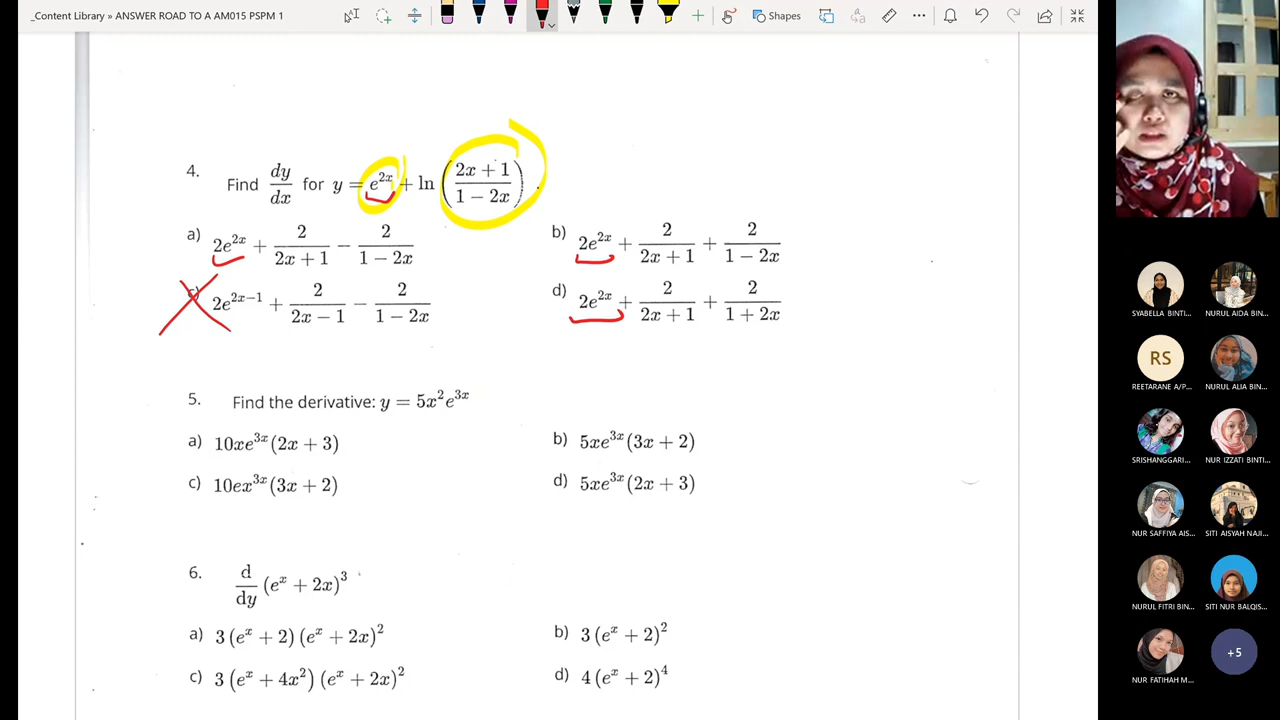 _Content Library » ANSWER ROAD TO A AM015 PSPM 1
Shapes
4.
Find dy/dx for y = e^{2x} + ln ((2x + 1)/(1 − 2x)) .
a) 2e^{2x} + 2/(2x + 1) − 2/(1 − 2x)
b) 2e^{2x} + 2/(2x + 1) + 2/(1 − 2x)
c) 2e^{2x−1} + 2/(2x − 1) − 2/(1 − 2x)
d) 2e^{2x} + 2/(2x + 1) + 2/(1 + 2x)
5. Find the derivative: y = 5x²e^{3x}
a) 10xe^{3x}(2x + 3)
b) 5xe^{3x}(3x + 2)
c) 10ex^{3x}(3x + 2)
d) 5xe^{3x}(2x + 3)
6. d/dy (e^x + 2x)³
a) 3 (e^x + 2) (e^x + 2x)²
b) 3 (e^x + 2)²
c) 3 (e^x + 4x²) (e^x + 2x)²
d) 4 (e^x + 2)⁴
SYABELLA BINTI...
NURUL AIDA BIN...
RS
REETARANE A/P...
NURUL ALIA BIN...
SRISHANGGARI...
NUR IZZATI BINTI...
NUR SAFFIYA AIS...
SITI AISYAH NAJI...
NURUL FITRI BIN...
SITI NUR BALQIS...
NUR FATIHAH M...
+5